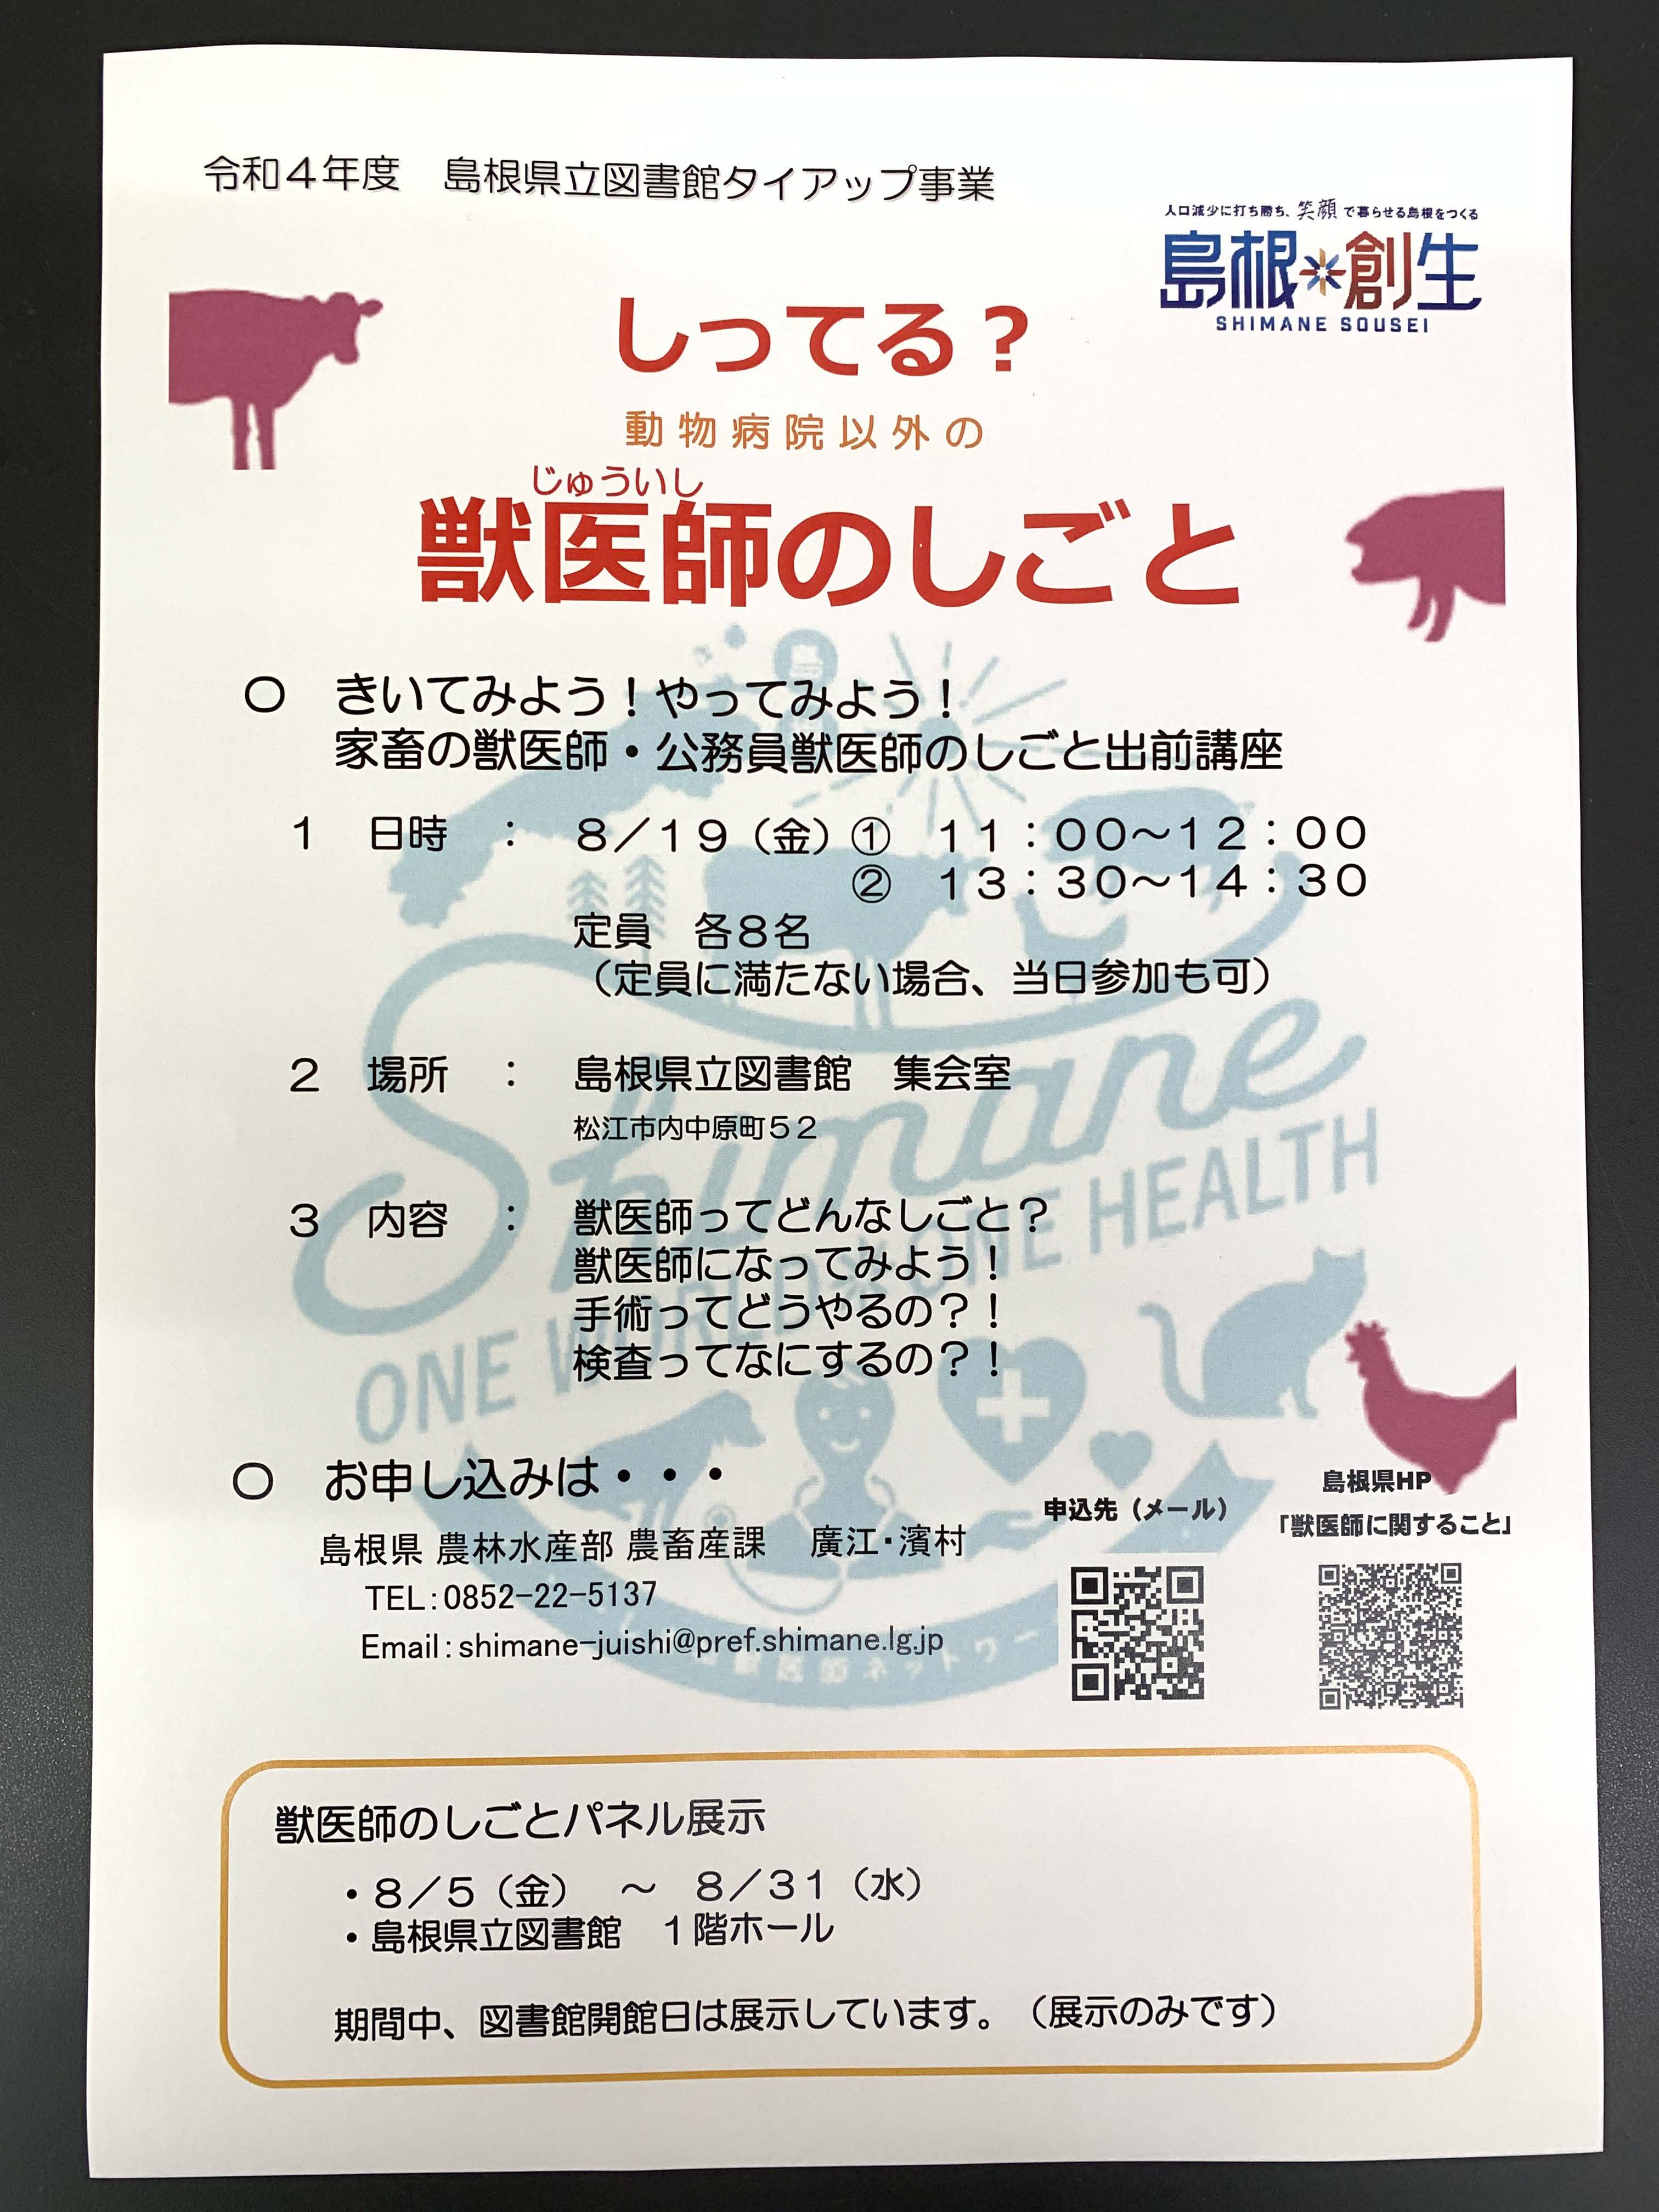 令和４年度　島根県立図書館タイアップ事業
人口減少に打ち勝ち、笑顔で暮らせる島根をつくる
島根創生
SHIMANE SOUSEI
しってる？
動物病院以外の
じゅういし
獣医師のしごと
○　きいてみよう！やってみよう！
家畜の獣医師・公務員獣医師のしごと出前講座
１　日時　：　８／１９（金）①　１１：００～１２：００
②　１３：３０～１４：３０
定員　各８名
（定員に満たない場合、当日参加も可）
２　場所　：　島根県立図書館　集会室
松江市内中原町５２
３　内容　：　獣医師ってどんなしごと？
獣医師になってみよう！
手術ってどうやるの？！
検査ってなにするの？！
Shimane
ONE WORLD ONE HEALTH
○　お申し込みは・・・
島根県 農林水産部 農畜産課　廣江・濱村
TEL：0852-22-5137
Email：shimane-juishi@pref.shimane.lg.jp
獣医師ネットワー
申込先（メール）
島根県HP
「獣医師に関すること」
獣医師のしごとパネル展示
・８／５（金）　～　８／３１（水）
・島根県立図書館　１階ホール
期間中、図書館開館日は展示しています。（展示のみです）